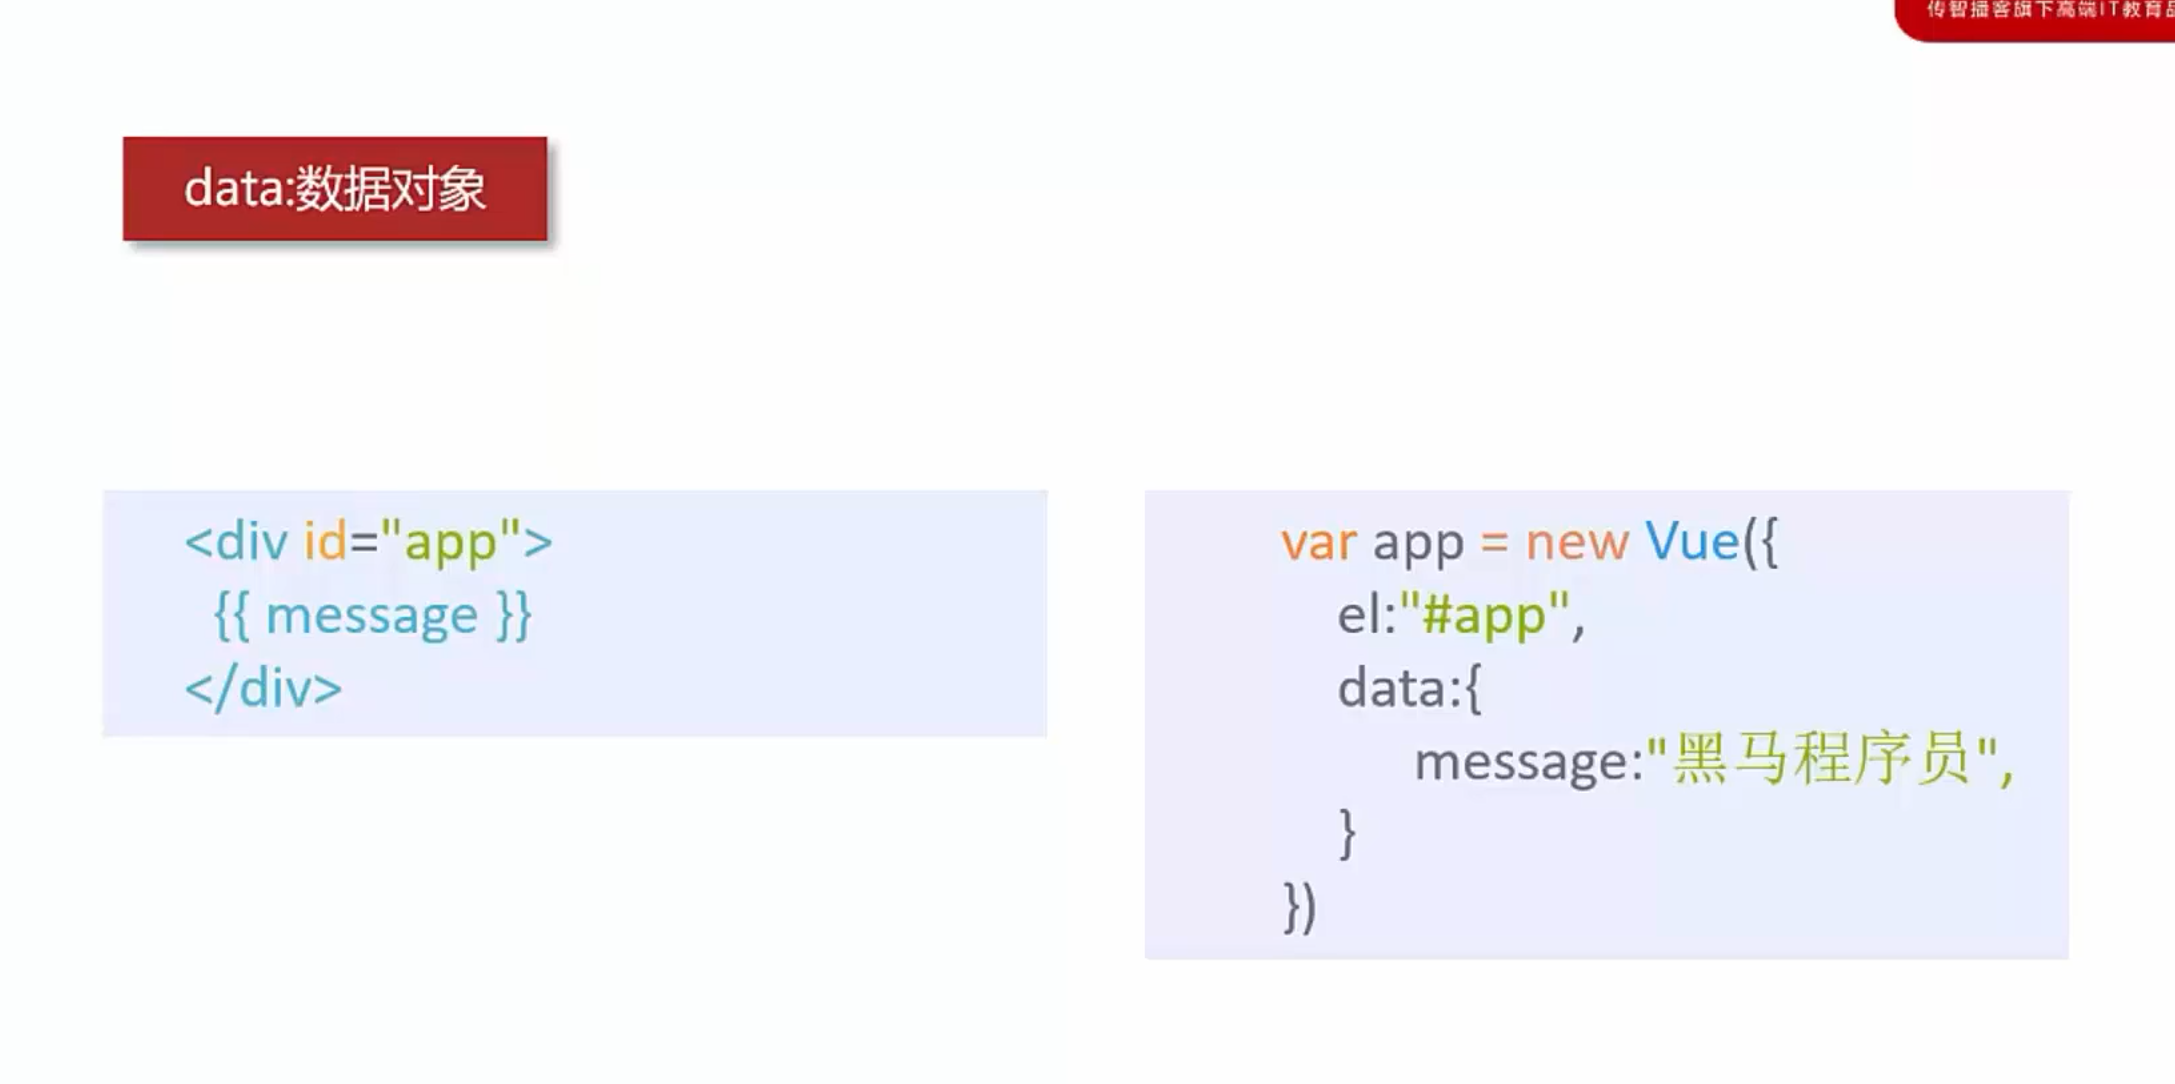 传智播客旗下高端IT教育品
data:数据对象
<div id="app">
{{ message }}
</div>
var app = new Vue({
el:"#app",
data:{
message:"黑马程序员",
}
})